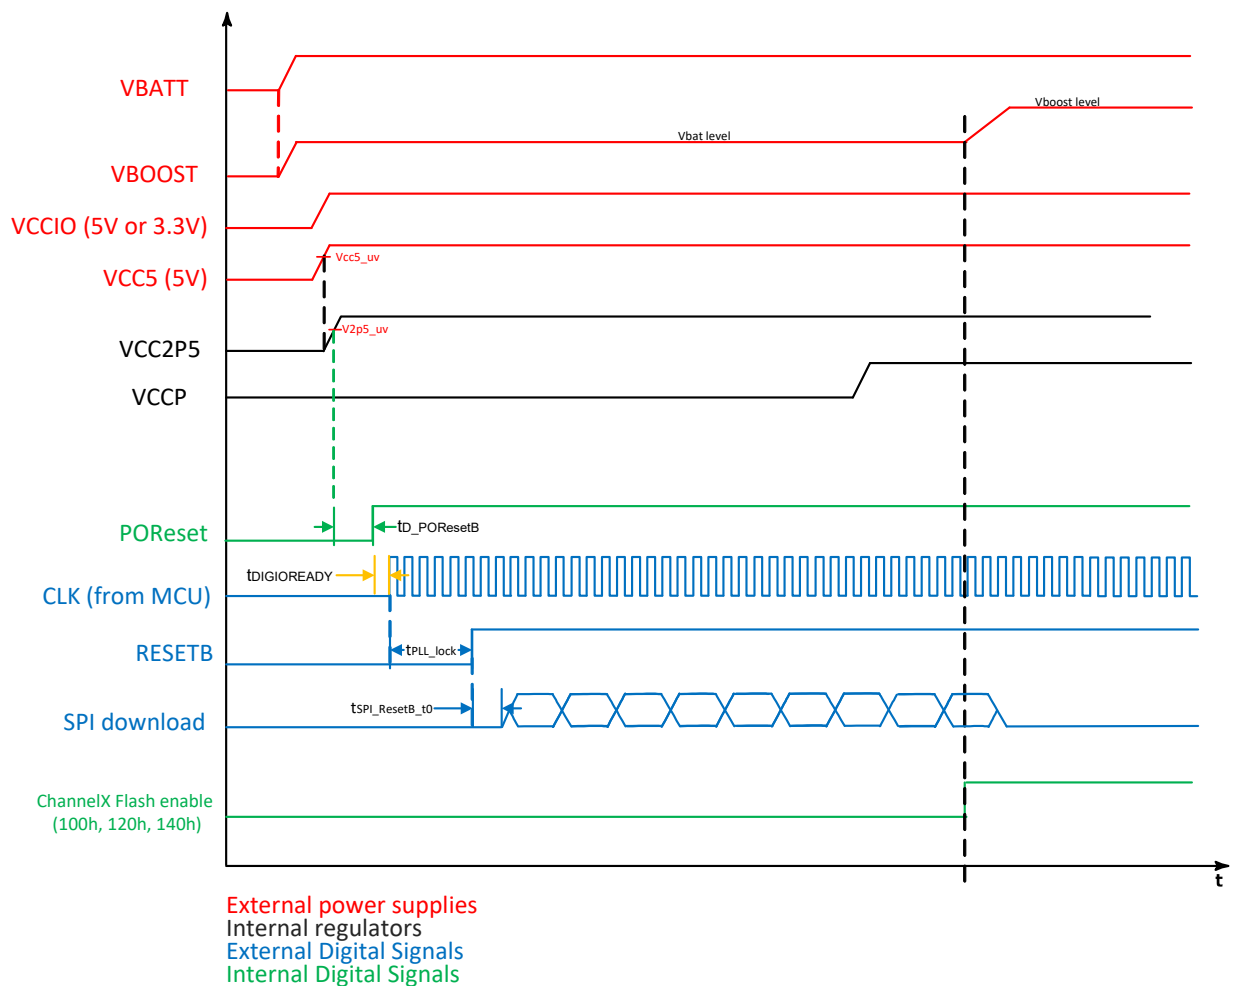 VBATT
Vboost level
Vbat level
VBOOST
VCCIO (5V or 3.3V)
Vcc5_uv
VCC5 (5V)
V2p5_uv
VCC2P5
VCCP
tD_POResetB
POReset
tDIGIOREADY
CLK (from MCU)
tPLL_lock
RESETB
tSPI_ResetB_t0
SPI download
ChannelX Flash enable
(100h, 120h, 140h)
t
External power supplies
Internal regulators
External Digital Signals
Internal Digital Signals